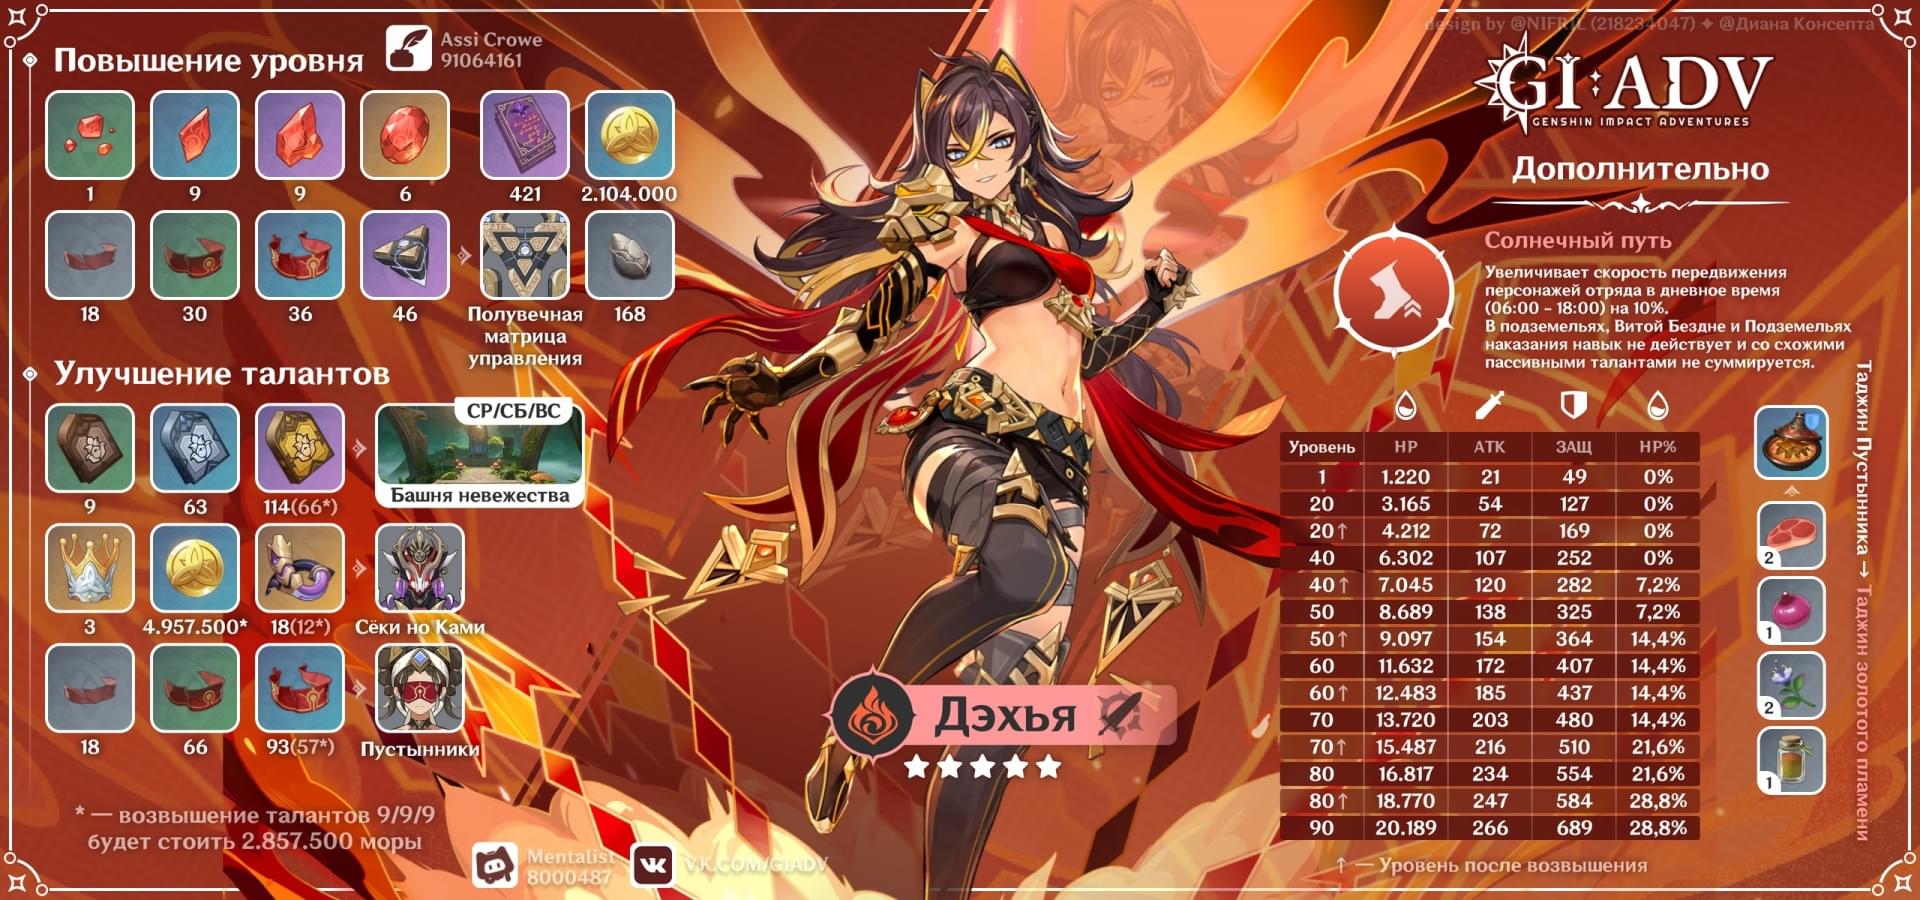 design by @NIFRIL (218234047) ✦ @Диана Консепта
Повышение уровня
Assi Crowe
91064161
1 9 9 6 421 2.104.000
18 30 36 46 Полувечная матрица управления 168
Улучшение талантов
СР/СБ/ВС
Башня невежества
9 63 114(66*)
3 4.957.500* 18(12*) Сёки но Ками
18 66 93(57*) Пустынники
* — возвышение талантов 9/9/9
будет стоить 2.857.500 моры
Mentalist
8000487
VK.COM/GIADV
Дэхья
GI ADV
GENSHIN IMPACT ADVENTURES
Дополнительно
Солнечный путь
Увеличивает скорость передвижения
персонажей отряда в дневное время
(06:00 - 18:00) на 10%.
В подземельях, Витой Бездне и Подземельях
наказания навык не действует и со схожими
пассивными талантами не суммируется.
Уровень HP АТК ЗАЩ HP%
1 1.220 21 49 0%
20 3.165 54 127 0%
20↑ 4.212 72 169 0%
40 6.302 107 252 0%
40↑ 7.045 120 282 7,2%
50 8.689 138 325 7,2%
50↑ 9.097 154 364 14,4%
60 11.632 172 407 14,4%
60↑ 12.483 185 437 14,4%
70 13.720 203 480 14,4%
70↑ 15.487 216 510 21,6%
80 16.817 234 554 21,6%
80↑ 18.770 247 584 28,8%
90 20.189 266 689 28,8%
↑ — Уровень после возвышения
2
1
2
1
Таджин Пустынника → Таджин золотого пламени